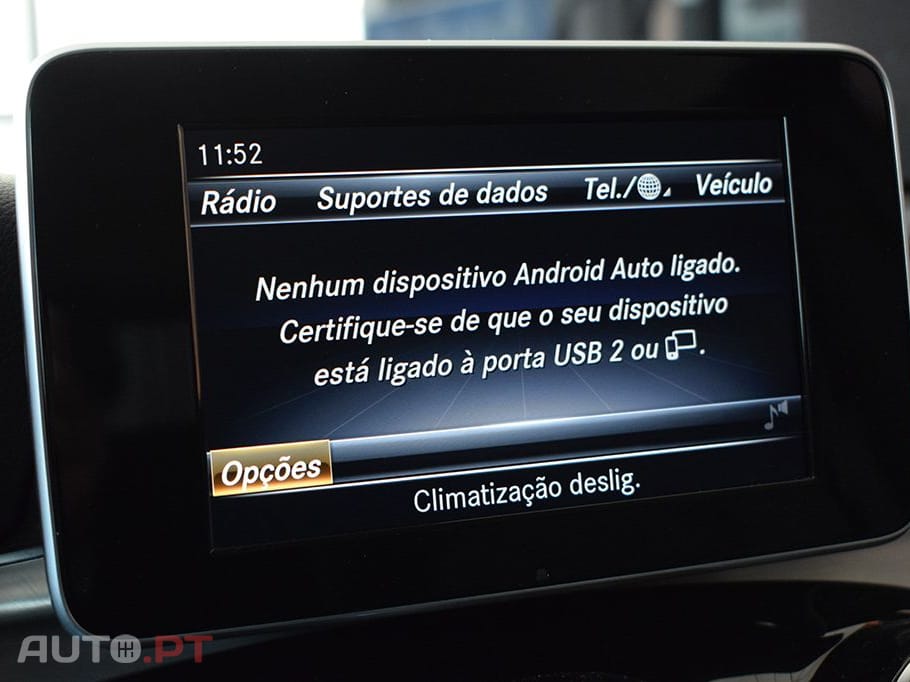 11:52
Rádio Suportes de dados Tel./ Veículo
Nenhum dispositivo Android Auto ligado.
Certifique-se de que o seu dispositivo
está ligado à porta USB 2 ou .
Opções
Climatização deslig.
AUTO.PT